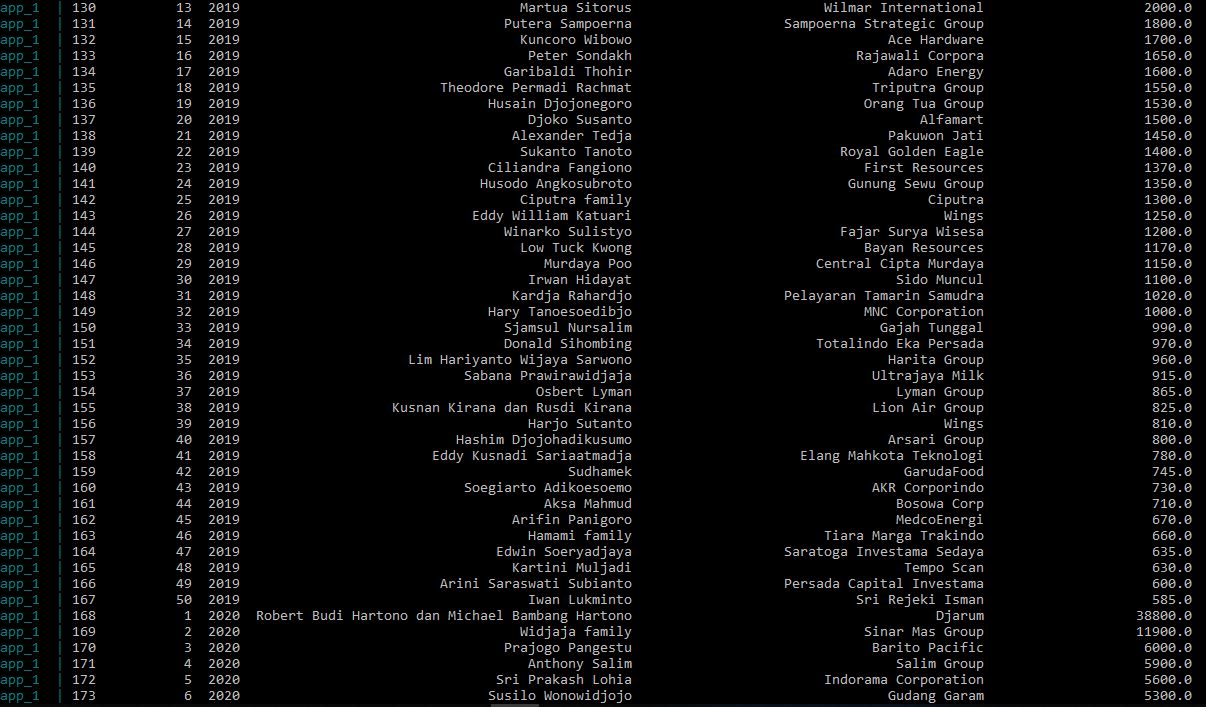 app_1 | 130 13 2019 Martua Sitorus Wilmar International 2000.0
app_1 | 131 14 2019 Putera Sampoerna Sampoerna Strategic Group 1800.0
app_1 | 132 15 2019 Kuncoro Wibowo Ace Hardware 1700.0
app_1 | 133 16 2019 Peter Sondakh Rajawali Corpora 1650.0
app_1 | 134 17 2019 Garibaldi Thohir Adaro Energy 1600.0
app_1 | 135 18 2019 Theodore Permadi Rachmat Triputra Group 1550.0
app_1 | 136 19 2019 Husain Djojonegoro Orang Tua Group 1530.0
app_1 | 137 20 2019 Djoko Susanto Alfamart 1500.0
app_1 | 138 21 2019 Alexander Tedja Pakuwon Jati 1450.0
app_1 | 139 22 2019 Sukanto Tanoto Royal Golden Eagle 1400.0
app_1 | 140 23 2019 Ciliandra Fangiono First Resources 1370.0
app_1 | 141 24 2019 Husodo Angkosubroto Gunung Sewu Group 1350.0
app_1 | 142 25 2019 Ciputra family Ciputra 1300.0
app_1 | 143 26 2019 Eddy William Katuari Wings 1250.0
app_1 | 144 27 2019 Winarko Sulistyo Fajar Surya Wisesa 1200.0
app_1 | 145 28 2019 Low Tuck Kwong Bayan Resources 1170.0
app_1 | 146 29 2019 Murdaya Poo Central Cipta Murdaya 1150.0
app_1 | 147 30 2019 Irwan Hidayat Sido Muncul 1100.0
app_1 | 148 31 2019 Kardja Rahardjo Pelayaran Tamarin Samudra 1020.0
app_1 | 149 32 2019 Hary Tanoesoedibjo MNC Corporation 1000.0
app_1 | 150 33 2019 Sjamsul Nursalim Gajah Tunggal 990.0
app_1 | 151 34 2019 Donald Sihombing Totalindo Eka Persada 970.0
app_1 | 152 35 2019 Lim Hariyanto Wijaya Sarwono Harita Group 960.0
app_1 | 153 36 2019 Sabana Prawirawidjaja Ultrajaya Milk 915.0
app_1 | 154 37 2019 Osbert Lyman Lyman Group 865.0
app_1 | 155 38 2019 Kusnan Kirana dan Rusdi Kirana Lion Air Group 825.0
app_1 | 156 39 2019 Harjo Sutanto Wings 810.0
app_1 | 157 40 2019 Hashim Djojohadikusumo Arsari Group 800.0
app_1 | 158 41 2019 Eddy Kusnadi Sariaatmadja Elang Mahkota Teknologi 780.0
app_1 | 159 42 2019 Sudhamek GarudaFood 745.0
app_1 | 160 43 2019 Soegiarto Adikoesoemo AKR Corporindo 730.0
app_1 | 161 44 2019 Aksa Mahmud Bosowa Corp 710.0
app_1 | 162 45 2019 Arifin Panigoro MedcoEnergi 670.0
app_1 | 163 46 2019 Hamami family Tiara Marga Trakindo 660.0
app_1 | 164 47 2019 Edwin Soeryadjaya Saratoga Investama Sedaya 635.0
app_1 | 165 48 2019 Kartini Muljadi Tempo Scan 630.0
app_1 | 166 49 2019 Arini Saraswati Subianto Persada Capital Investama 600.0
app_1 | 167 50 2019 Iwan Lukminto Sri Rejeki Isman 585.0
app_1 | 168 1 2020 Robert Budi Hartono dan Michael Bambang Hartono Djarum 38800.0
app_1 | 169 2 2020 Widjaja family Sinar Mas Group 11900.0
app_1 | 170 3 2020 Prajogo Pangestu Barito Pacific 6000.0
app_1 | 171 4 2020 Anthony Salim Salim Group 5900.0
app_1 | 172 5 2020 Sri Prakash Lohia Indorama Corporation 5600.0
app_1 | 173 6 2020 Susilo Wonowidjojo Gudang Garam 5300.0